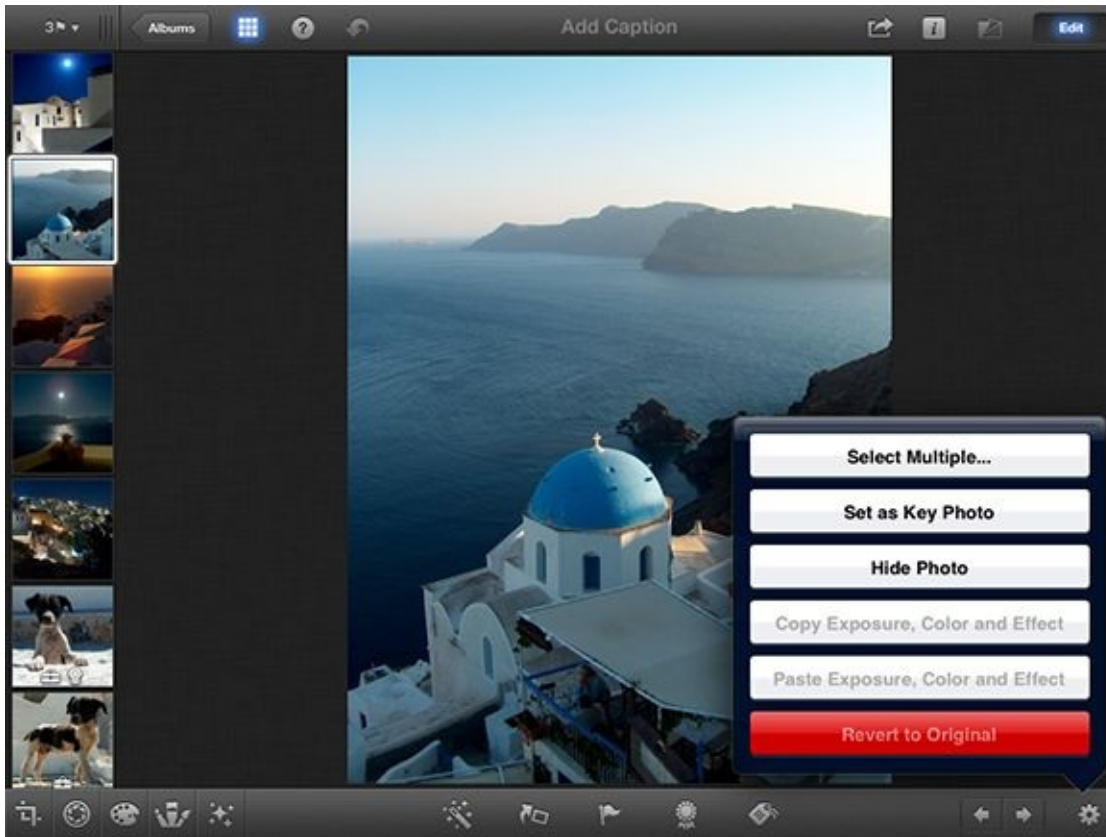 3
Albums
?
Add Caption
i
Edit
Select Multiple...
Set as Key Photo
Hide Photo
Copy Exposure, Color and Effect
Paste Exposure, Color and Effect
Revert to Original